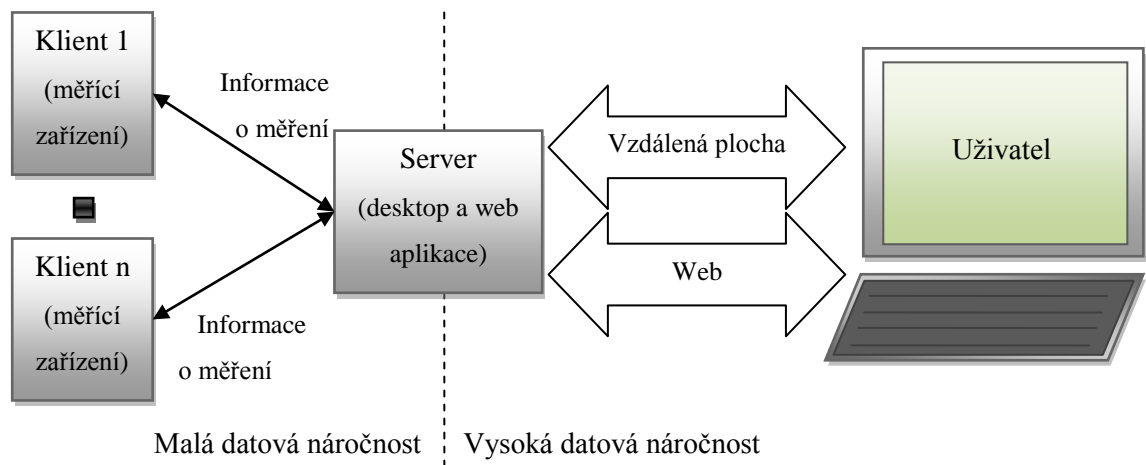 Klient 1
(měřící
zařízení)
Informace
o měření
Server
(desktop a web
aplikace)
Vzdálená plocha
Uživatel
Klient n
(měřící
zařízení)
Informace
o měření
Web
Malá datová náročnost
Vysoká datová náročnost